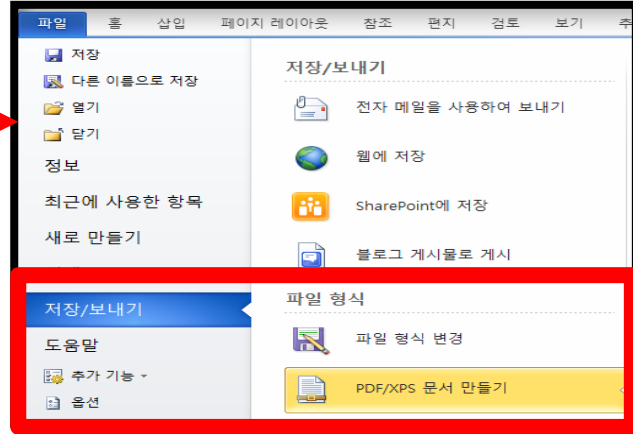 파일 홈 삽입 페이지 레이아웃 참조 편지 검토 보기
저장
다른 이름으로 저장
열기
닫기
정보
최근에 사용한 항목
새로 만들기
저장/보내기
도움말
추가 기능
옵션
저장/보내기
전자 메일을 사용하여 보내기
웹에 저장
SharePoint에 저장
블로그 게시물로 게시
파일 형식
파일 형식 변경
PDF/XPS 문서 만들기